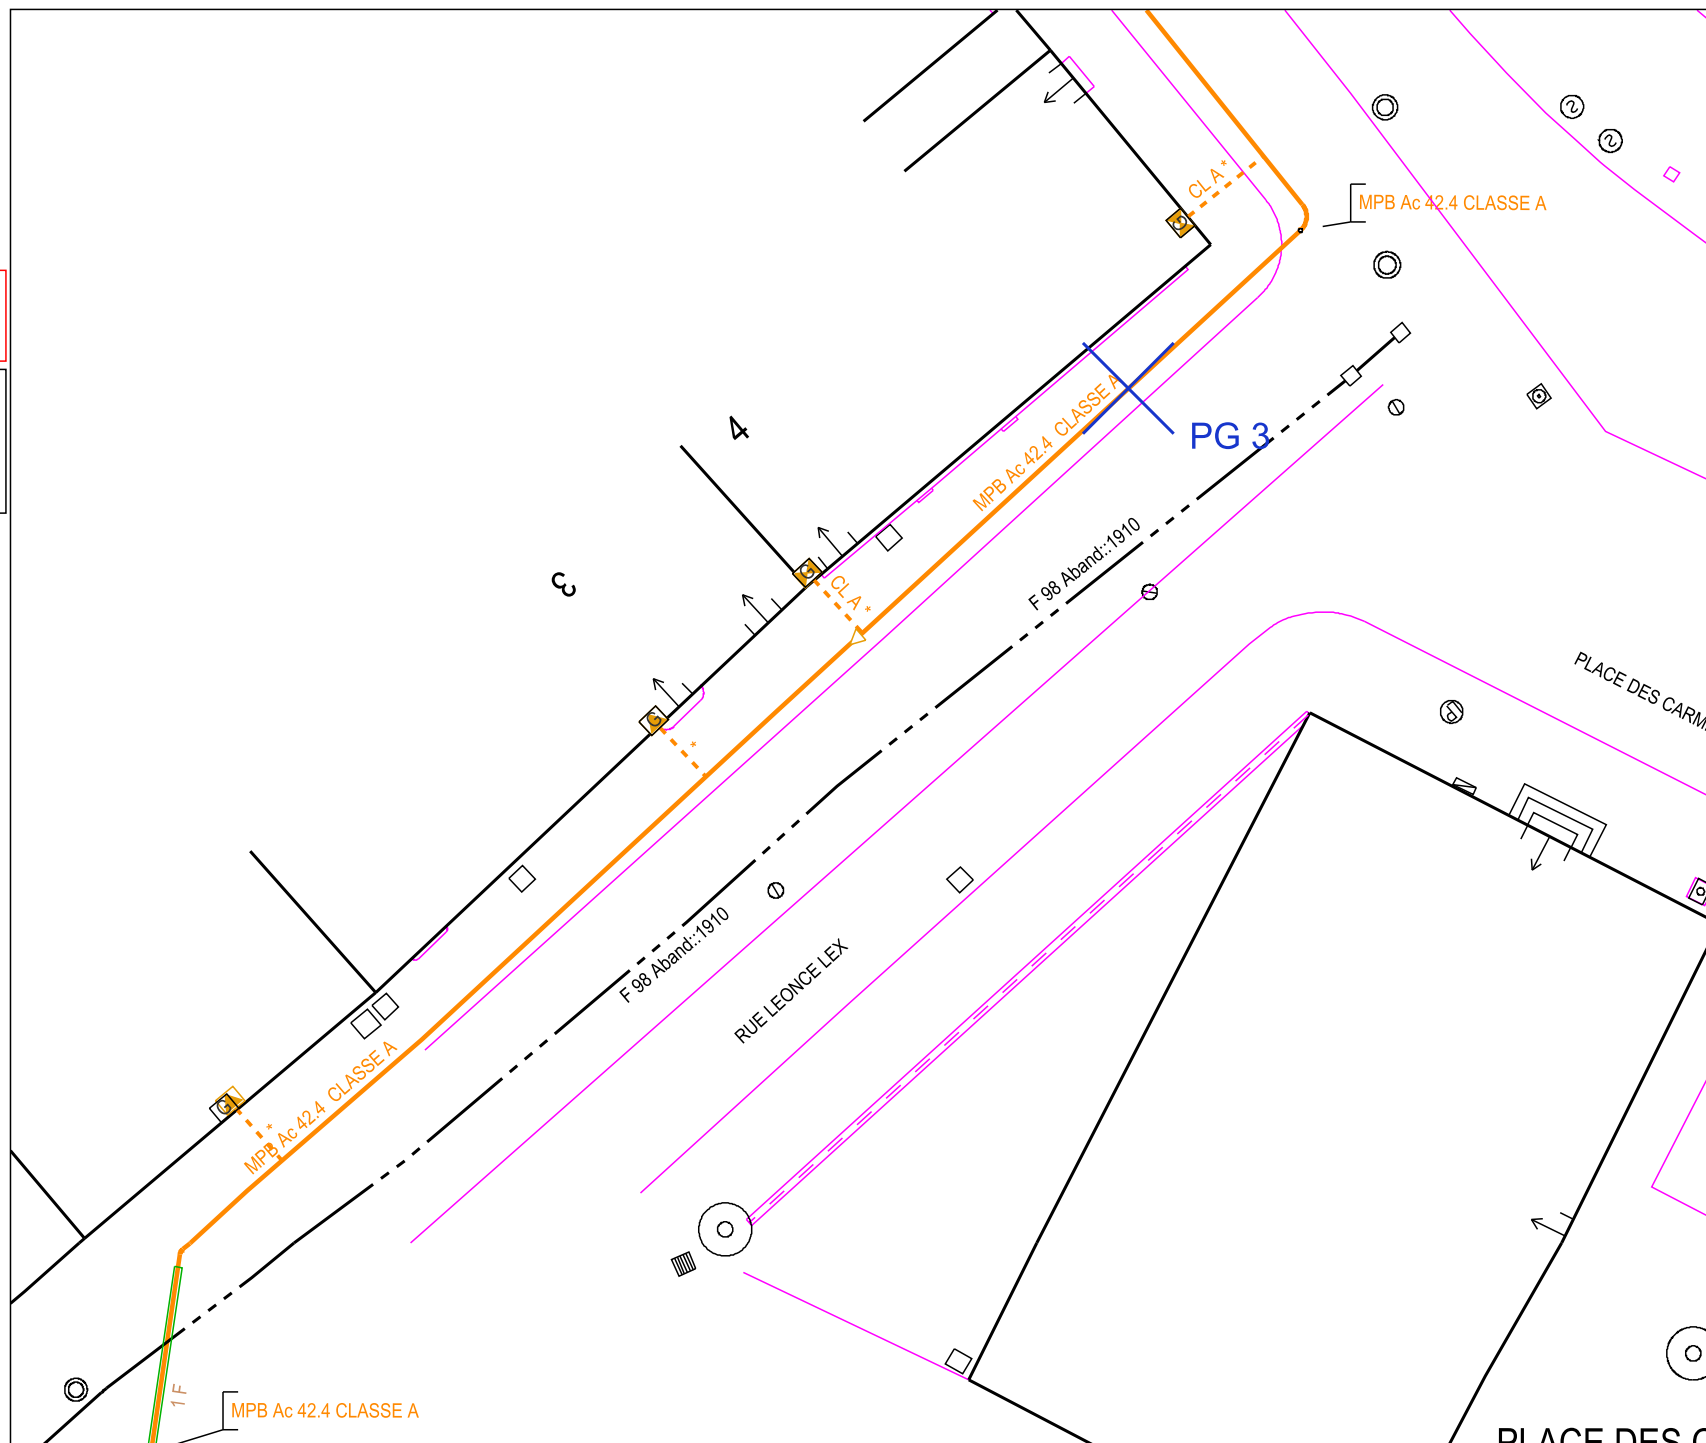 CL A *
MPB Ac 42.4 CLASSE A
4
MPB Ac 42.4 CLASSE A
PG 3
3
CL A *
F 98 Aband::1910
G
G
G
*
PLACE DES
F 98 Aband::1910
RUE LEONCE LEX
G
*
MPB Ac 42.4 CLASSE A
1 F
MPB Ac 42.4 CLASSE A
PLACE DES